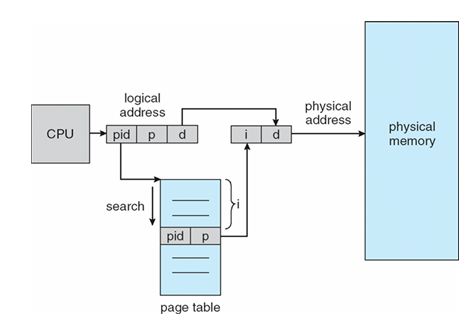 logical
address
physical
address
CPU
pid p d
i d
physical
memory
search
i
pid p
page table